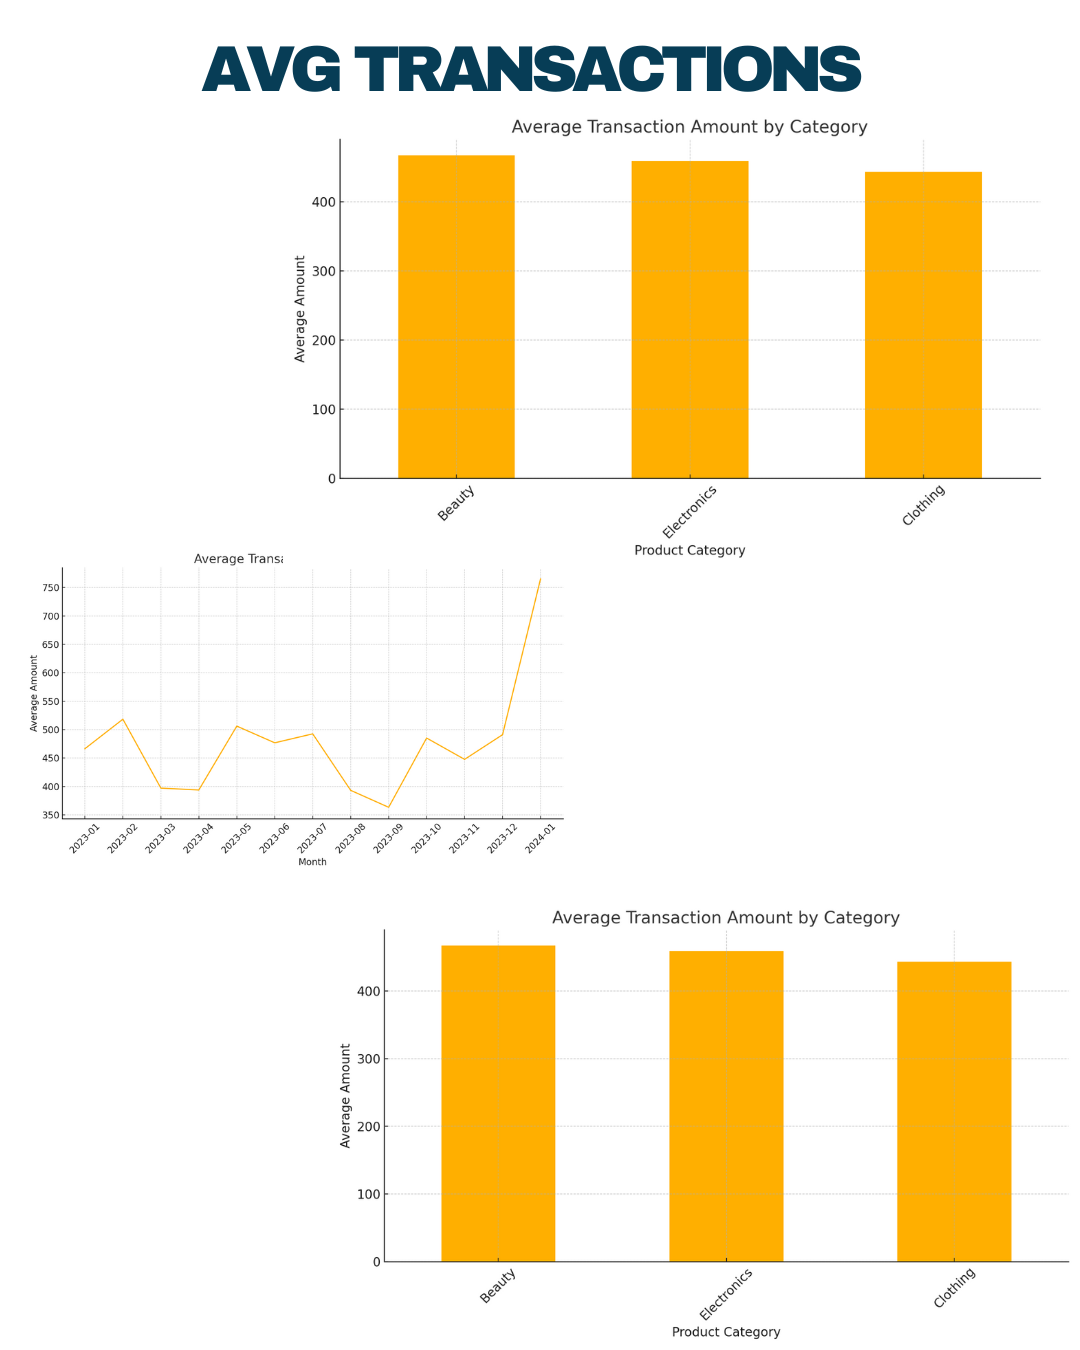 AVG TRANSACTIONS
Average Transaction Amount by Category
Average Amount
400
300
200
100
0
Beauty
Electronics
Clothing
Product Category
Average
Average Amount
750
700
650
600
550
500
450
400
350
2023-01
2023-02
2023-03
2023-04
2023-05
2023-06
2023-07
2023-08
2023-09
2023-10
2023-11
2023-12
2024-01
Month
Average Transaction Amount by Category
Average Amount
400
300
200
100
0
Beauty
Electronics
Clothing
Product Category